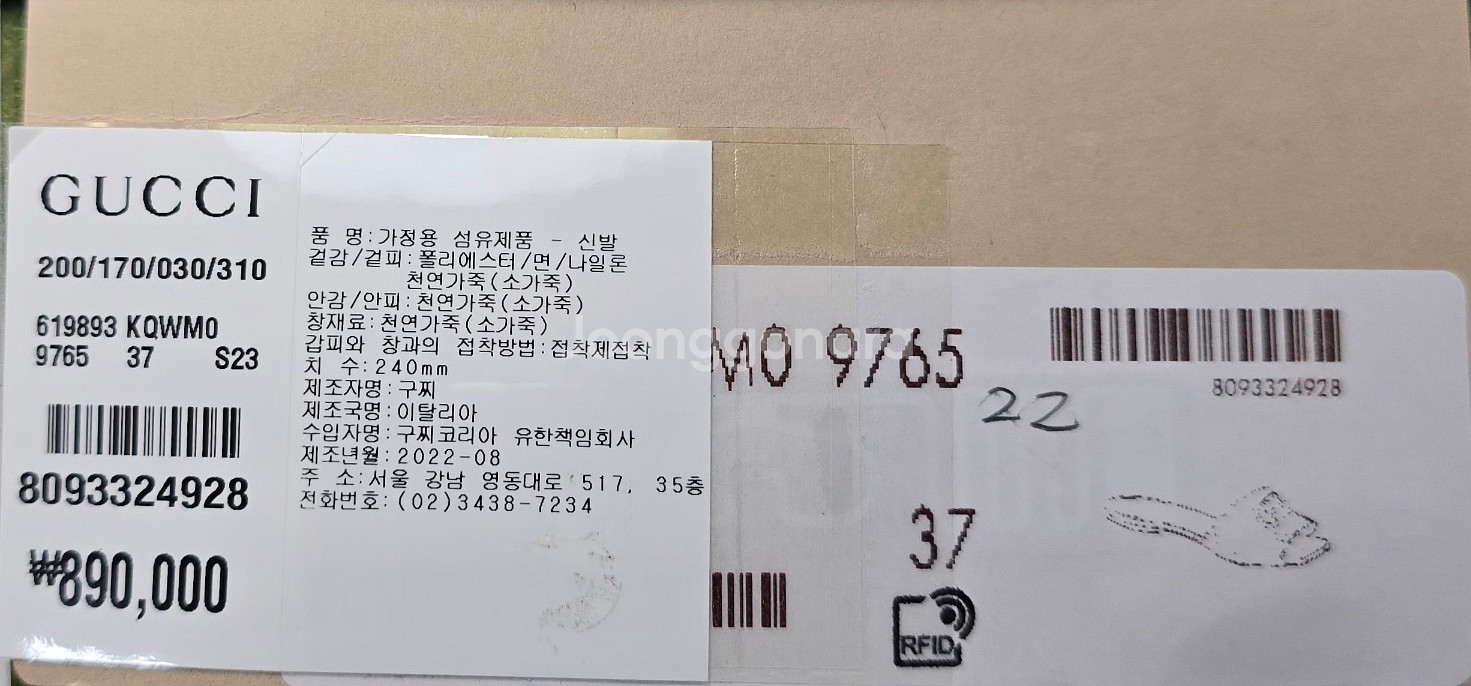 GUCCI
200/170/030/310
619893 KQWM0
9765 37 S23
8093324928
₩890,000
품 명:가정용 섬유제품 - 신발
겉감/겉피:폴리에스터/면/나일론
천연가죽(소가죽)
안감/안피:천연가죽(소가죽)
창재료:천연가죽(소가죽)
갑피와 창과의 접착방법:접착제접착
치 수:240mm
제조자명:구찌
제조국명:이탈리아
수입자명:구찌코리아 유한책임회사
제조년월:2022-08
주 소:서울 강남 영동대로 517, 35층
전화번호:(02)3438-7234
joonggonara
M0 9765
8093324928
22
37
RFID